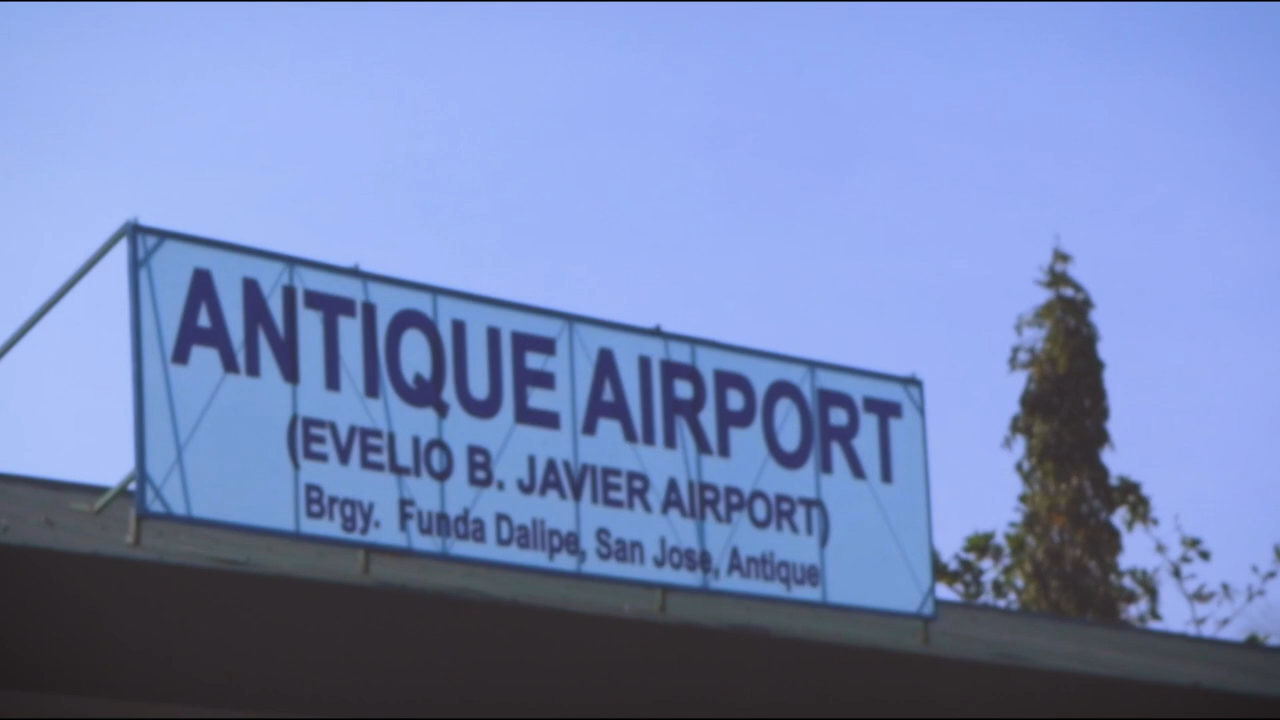 ANTIQUE AIRPORT
(EVELIO B. JAVIER AIRPORT)
Brgy. Funda Dalipe, San Jose, Antique